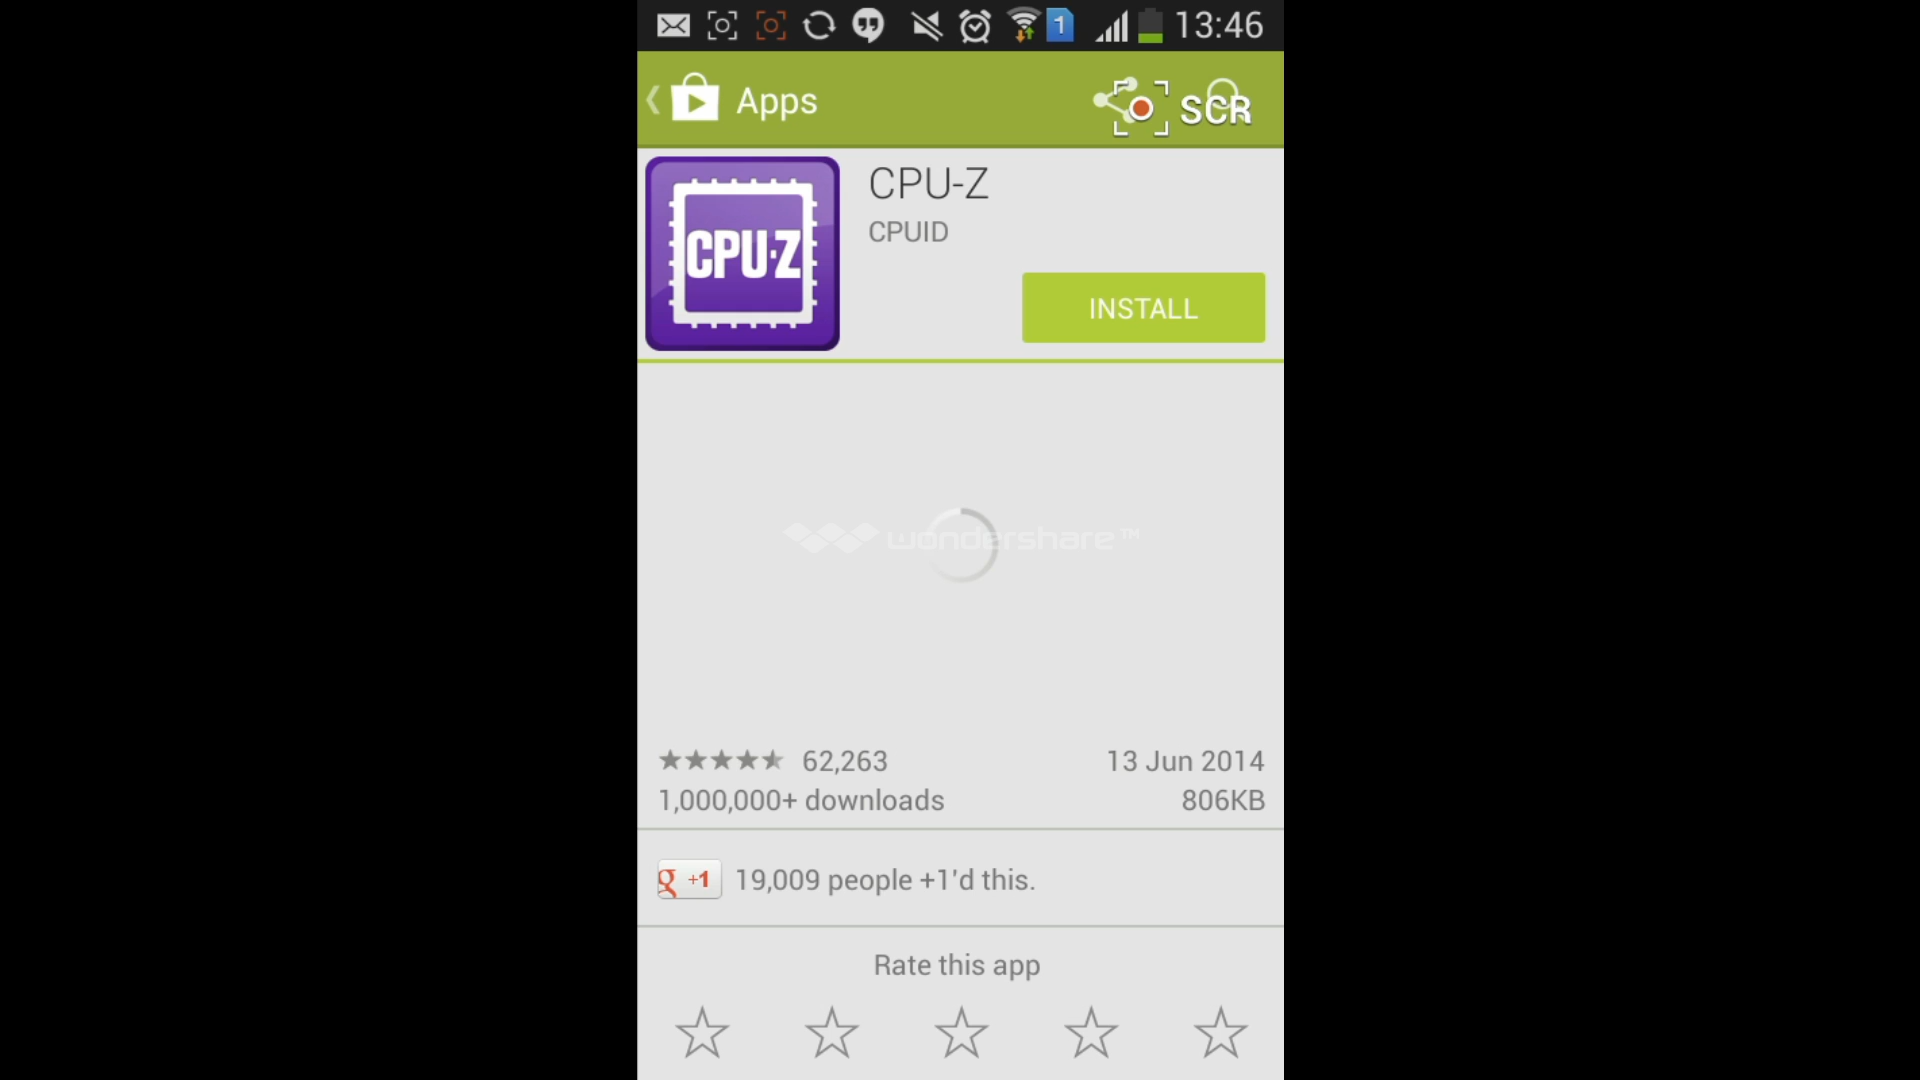 1 13:46
Apps SCR
CPU-Z
CPU-Z
CPUID
INSTALL
wondershare™
62,263 13 Jun 2014
1,000,000+ downloads 806KB
g +1 19,009 people +1'd this.
Rate this app